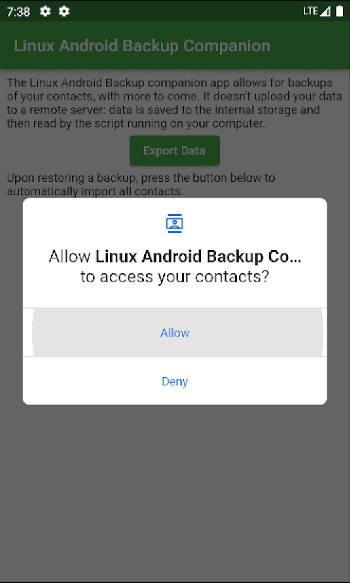 7:38 LTE
Linux Android Backup Companion
The Linux Android Backup companion app allows for backups
of your contacts, with more to come. It doesn't upload your data
to a remote server: data is saved to the internal storage and
then read by the script running on your computer.
Export Data
Upon restoring a backup, press the button below to
automatically import all contacts.
Allow Linux Android Backup Co...
to access your contacts?
Allow
Deny